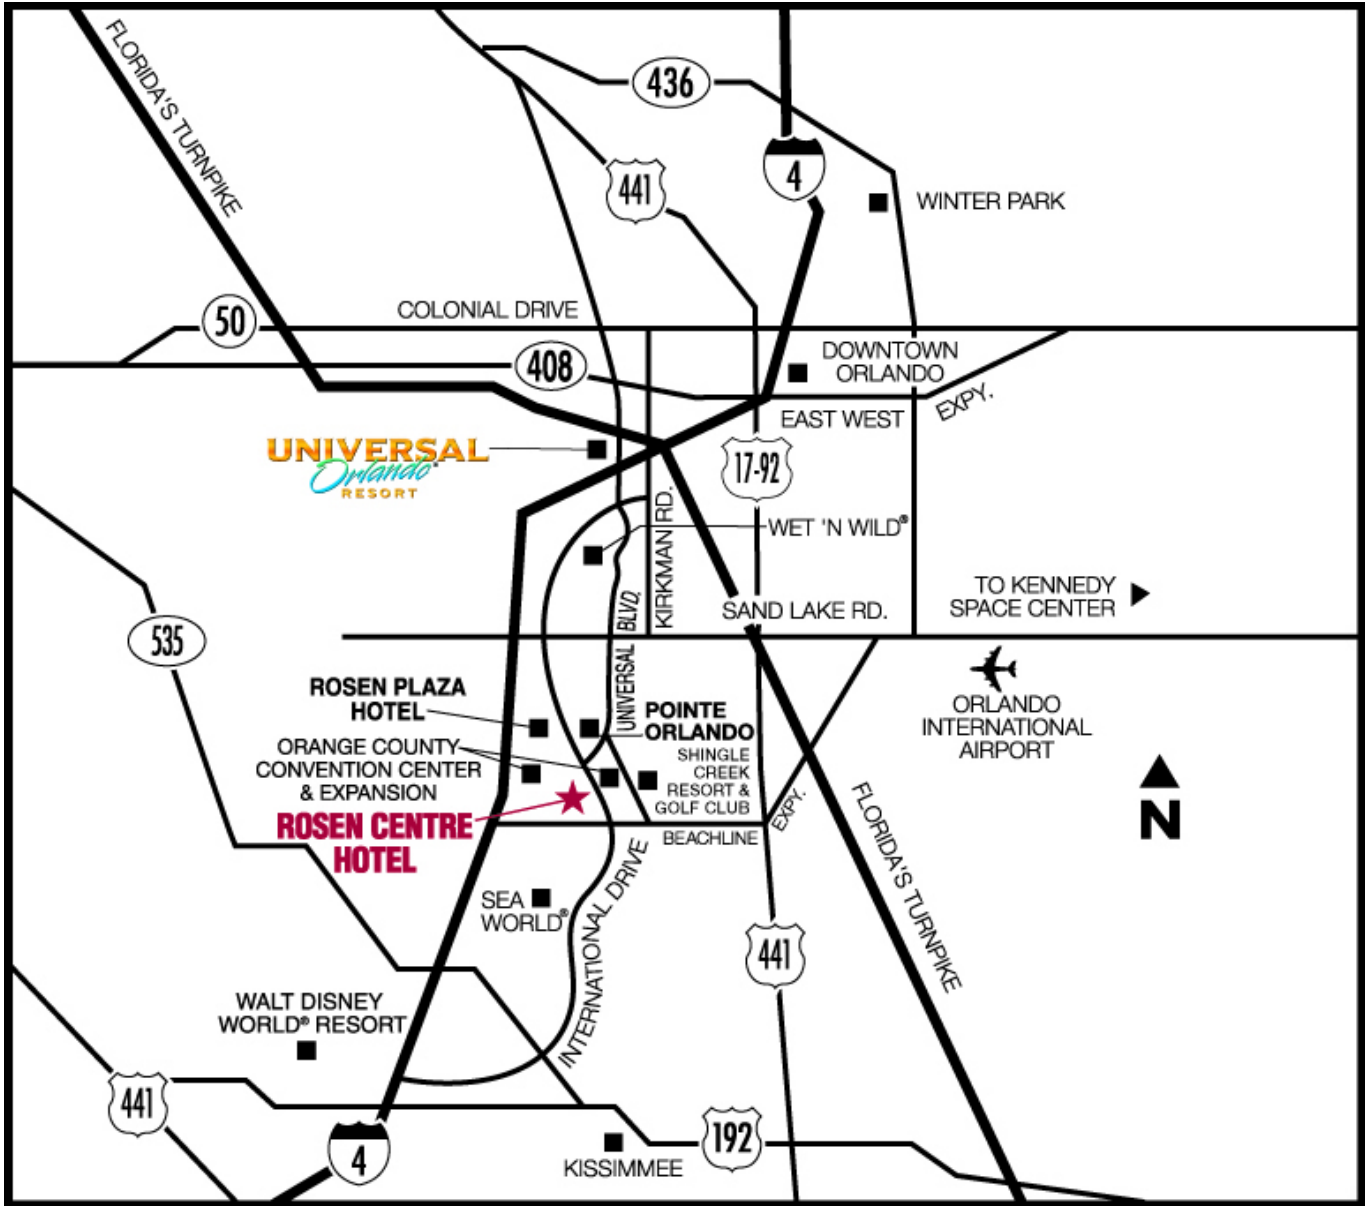 FLORIDA'S TURNPIKE
436
441
4
WINTER PARK
50
COLONIAL DRIVE
408
DOWNTOWN
ORLANDO
EAST WEST
EXPY.
UNIVERSAL
Orlando®
RESORT
17-92
KIRKMAN RD.
WET 'N WILD®
TO KENNEDY
SPACE CENTER
SAND LAKE RD.
535
UNIVERSAL BLVD.
ROSEN PLAZA
HOTEL
POINTE
ORLANDO
ORLANDO
INTERNATIONAL
AIRPORT
ORANGE COUNTY
CONVENTION CENTER
& EXPANSION
SHINGLE
CREEK
RESORT &
GOLF CLUB
ROSEN CENTRE
HOTEL
BEACHLINE
EXPY.
N
FLORIDA'S TURNPIKE
SEA
WORLD®
INTERNATIONAL DRIVE
441
WALT DISNEY
WORLD® RESORT
441
4
192
KISSIMMEE